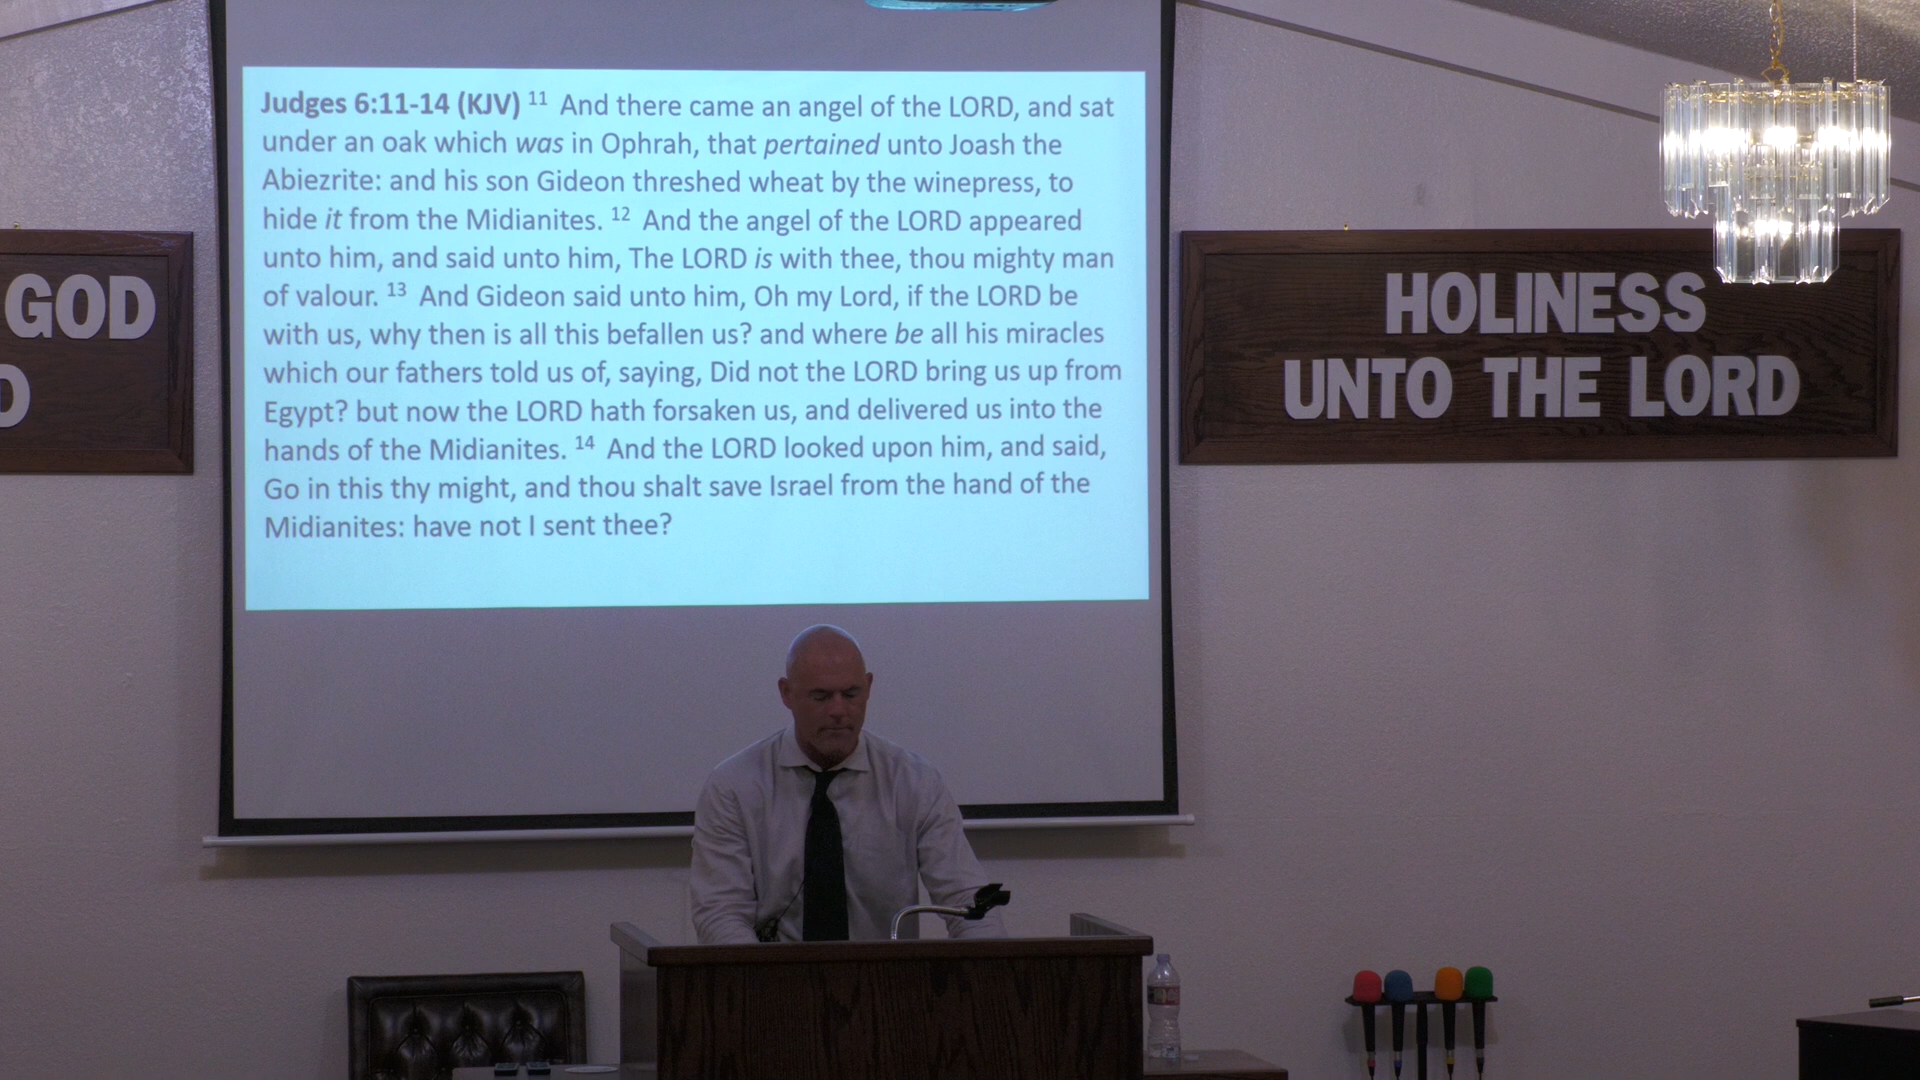 Judges 6:11-14 (KJV) 11 And there came an angel of the LORD, and sat
under an oak which was in Ophrah, that pertained unto Joash the
Abiezrite: and his son Gideon threshed wheat by the winepress, to
hide it from the Midianites. 12 And the angel of the LORD appeared
unto him, and said unto him, The LORD is with thee, thou mighty man
of valour. 13 And Gideon said unto him, Oh my Lord, if the LORD be
with us, why then is all this befallen us? and where be all his miracles
which our fathers told us of, saying, Did not the LORD bring us up from
Egypt? but now the LORD hath forsaken us, and delivered us into the
hands of the Midianites. 14 And the LORD looked upon him, and said,
Go in this thy might, and thou shalt save Israel from the hand of the
Midianites: have not I sent thee?
GOD
D
HOLINESS
UNTO THE LORD